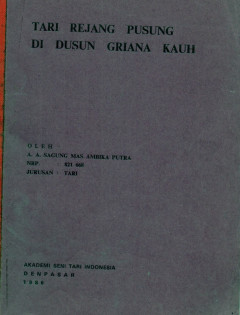 TARI REJANG PUSUNG
DI DUSUN GRIANA KAUH
OLEH
A. A. SAGUNG MAS AMBIKA PUTRA
NRP.
JURUSAN : TARI
AKADEMI SENI TARI INDONESIA
DENPASAR